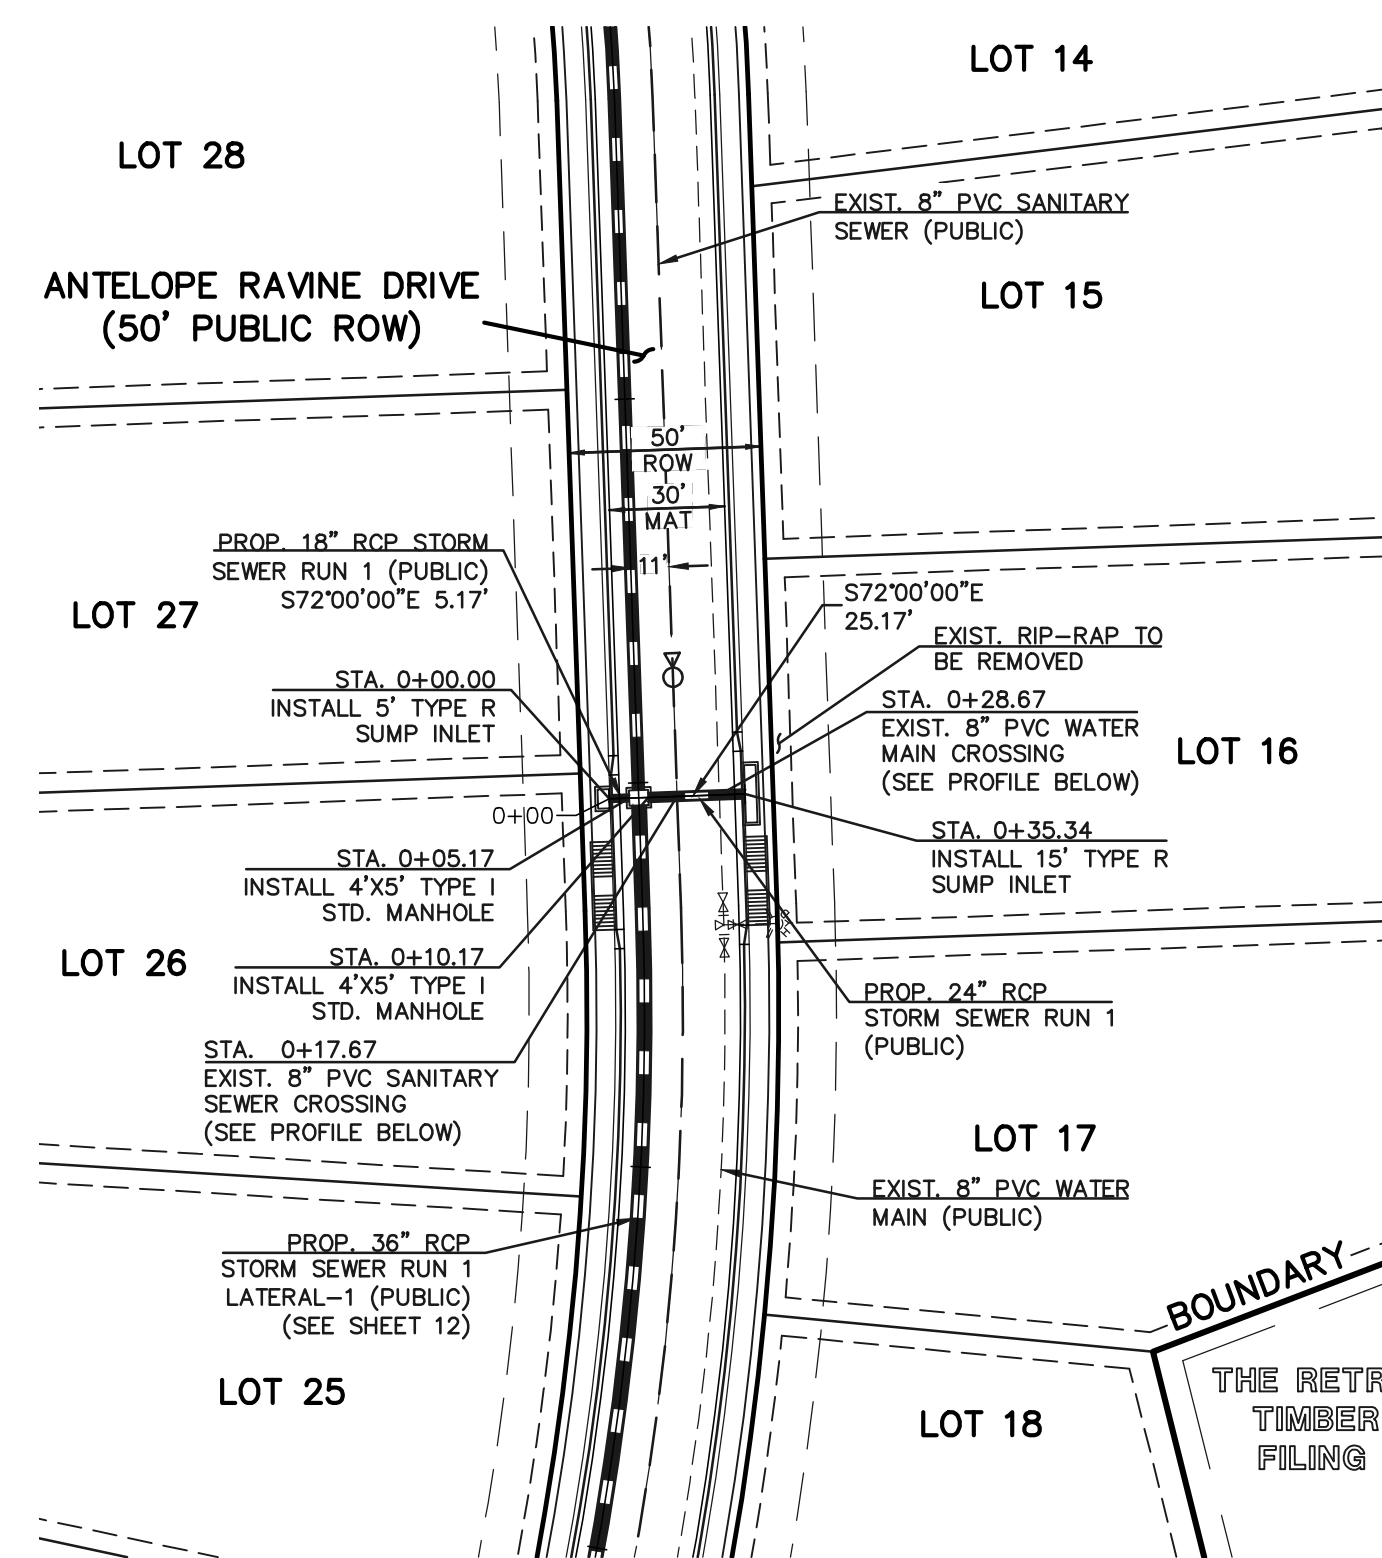 LOT 14
LOT 28
EXIST. 8" PVC SANITARY
SEWER (PUBLIC)
ANTELOPE RAVINE DRIVE
(50' PUBLIC ROW)
LOT 15
50'
ROW
30'
MAT
11'
PROP. 18" RCP STORM
SEWER RUN 1 (PUBLIC)
S72°00'00"E 5.17'
LOT 27
S72°00'00"E
25.17'
EXIST. RIP-RAP TO
BE REMOVED
STA. 0+00.00
INSTALL 5' TYPE R
SUMP INLET
STA. 0+28.67
EXIST. 8" PVC WATER
MAIN CROSSING
(SEE PROFILE BELOW)
LOT 16
0+00
STA. 0+35.34
INSTALL 15' TYPE R
SUMP INLET
STA. 0+05.17
INSTALL 4'X5' TYPE I
STD. MANHOLE
LOT 26
STA. 0+10.17
INSTALL 4'X5' TYPE I
STD. MANHOLE
PROP. 24" RCP
STORM SEWER RUN 1
(PUBLIC)
STA. 0+17.67
EXIST. 8" PVC SANITARY
SEWER CROSSING
(SEE PROFILE BELOW)
LOT 17
EXIST. 8" PVC WATER
MAIN (PUBLIC)
PROP. 36" RCP
STORM SEWER RUN 1
LATERAL-1 (PUBLIC)
(SEE SHEET 12)
BOUNDARY
LOT 25
LOT 18
THE RETR
TIMBER
FILING